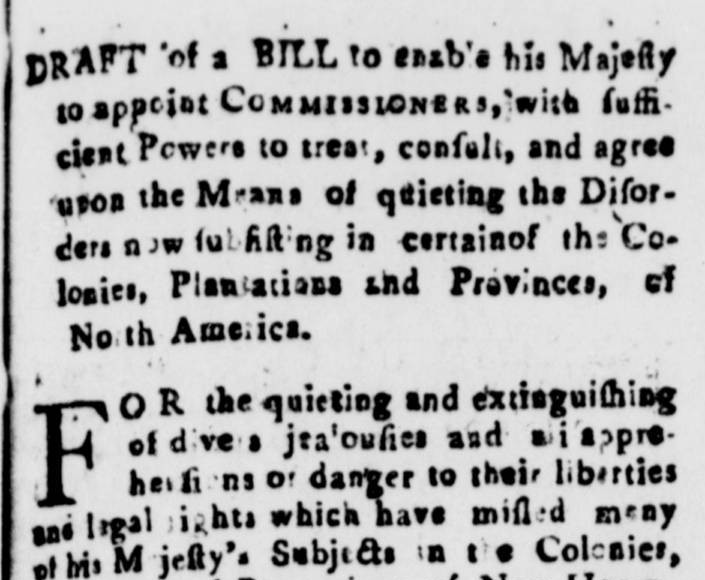 DRAFT of a BILL to enable his Majeſty
to appoint COMMISSIONERS, with ſuffi-
cient Powers to treat, conſult, and agree
upon the Means of quieting the Diſor-
ders now ſubſiſting in certain of the Co-
lonies, Plantations and Provinces, of
North America.
FOR the quieting and extinguiſhing
of divers jealouſies and appre-
henſions of danger to their liberties
and legal rights which have miſled many
of his Majeſty's Subjects in the Colonies,